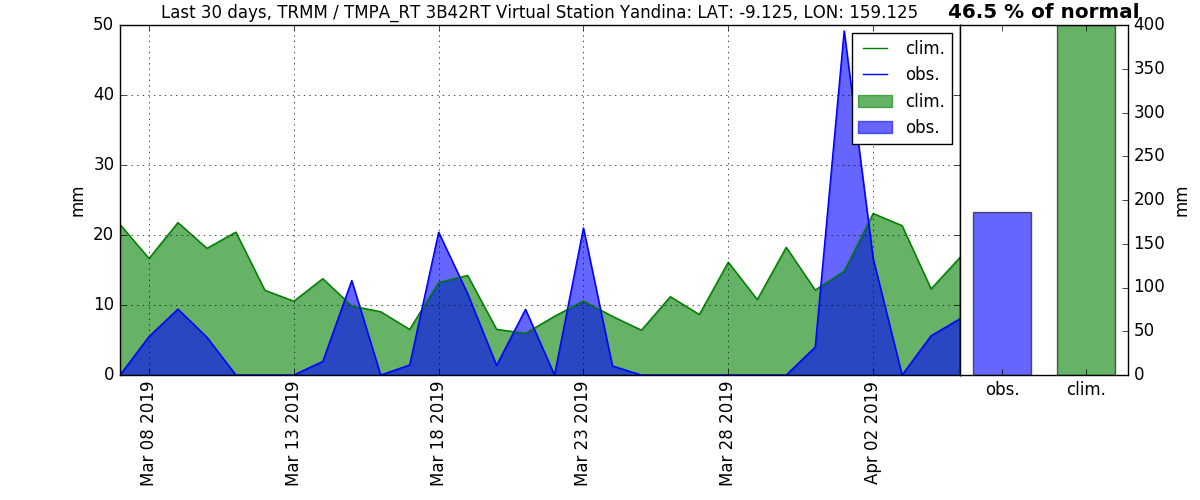 Last 30 days, TRMM / TMPA_RT 3B42RT Virtual Station Yandina: LAT: -9.125, LON: 159.125
46.5 % of normal
50
40
30
20
10
0
mm
clim.
obs.
clim.
obs.
400
350
300
250
200
150
100
50
0
mm
obs.
clim.
Mar 08 2019
Mar 13 2019
Mar 18 2019
Mar 23 2019
Mar 28 2019
Apr 02 2019